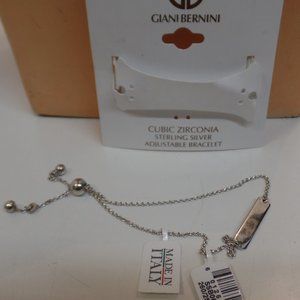 GIANI BERNINI
CUBIC ZIRCONIA
STERLING SILVER
ADJUSTABLE BRACELET
MADE IN
ITALY